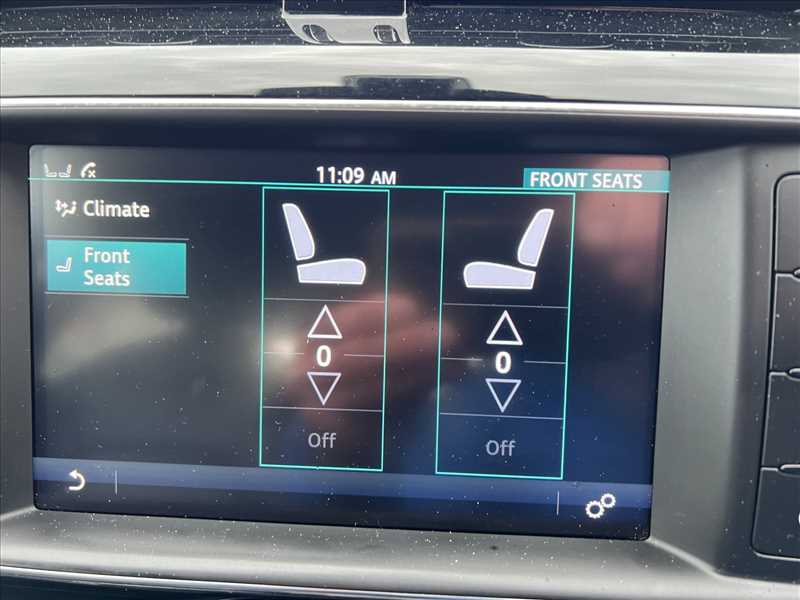 11:09 AM
FRONT SEATS
Climate
Front
Seats
0
0
Off
Off